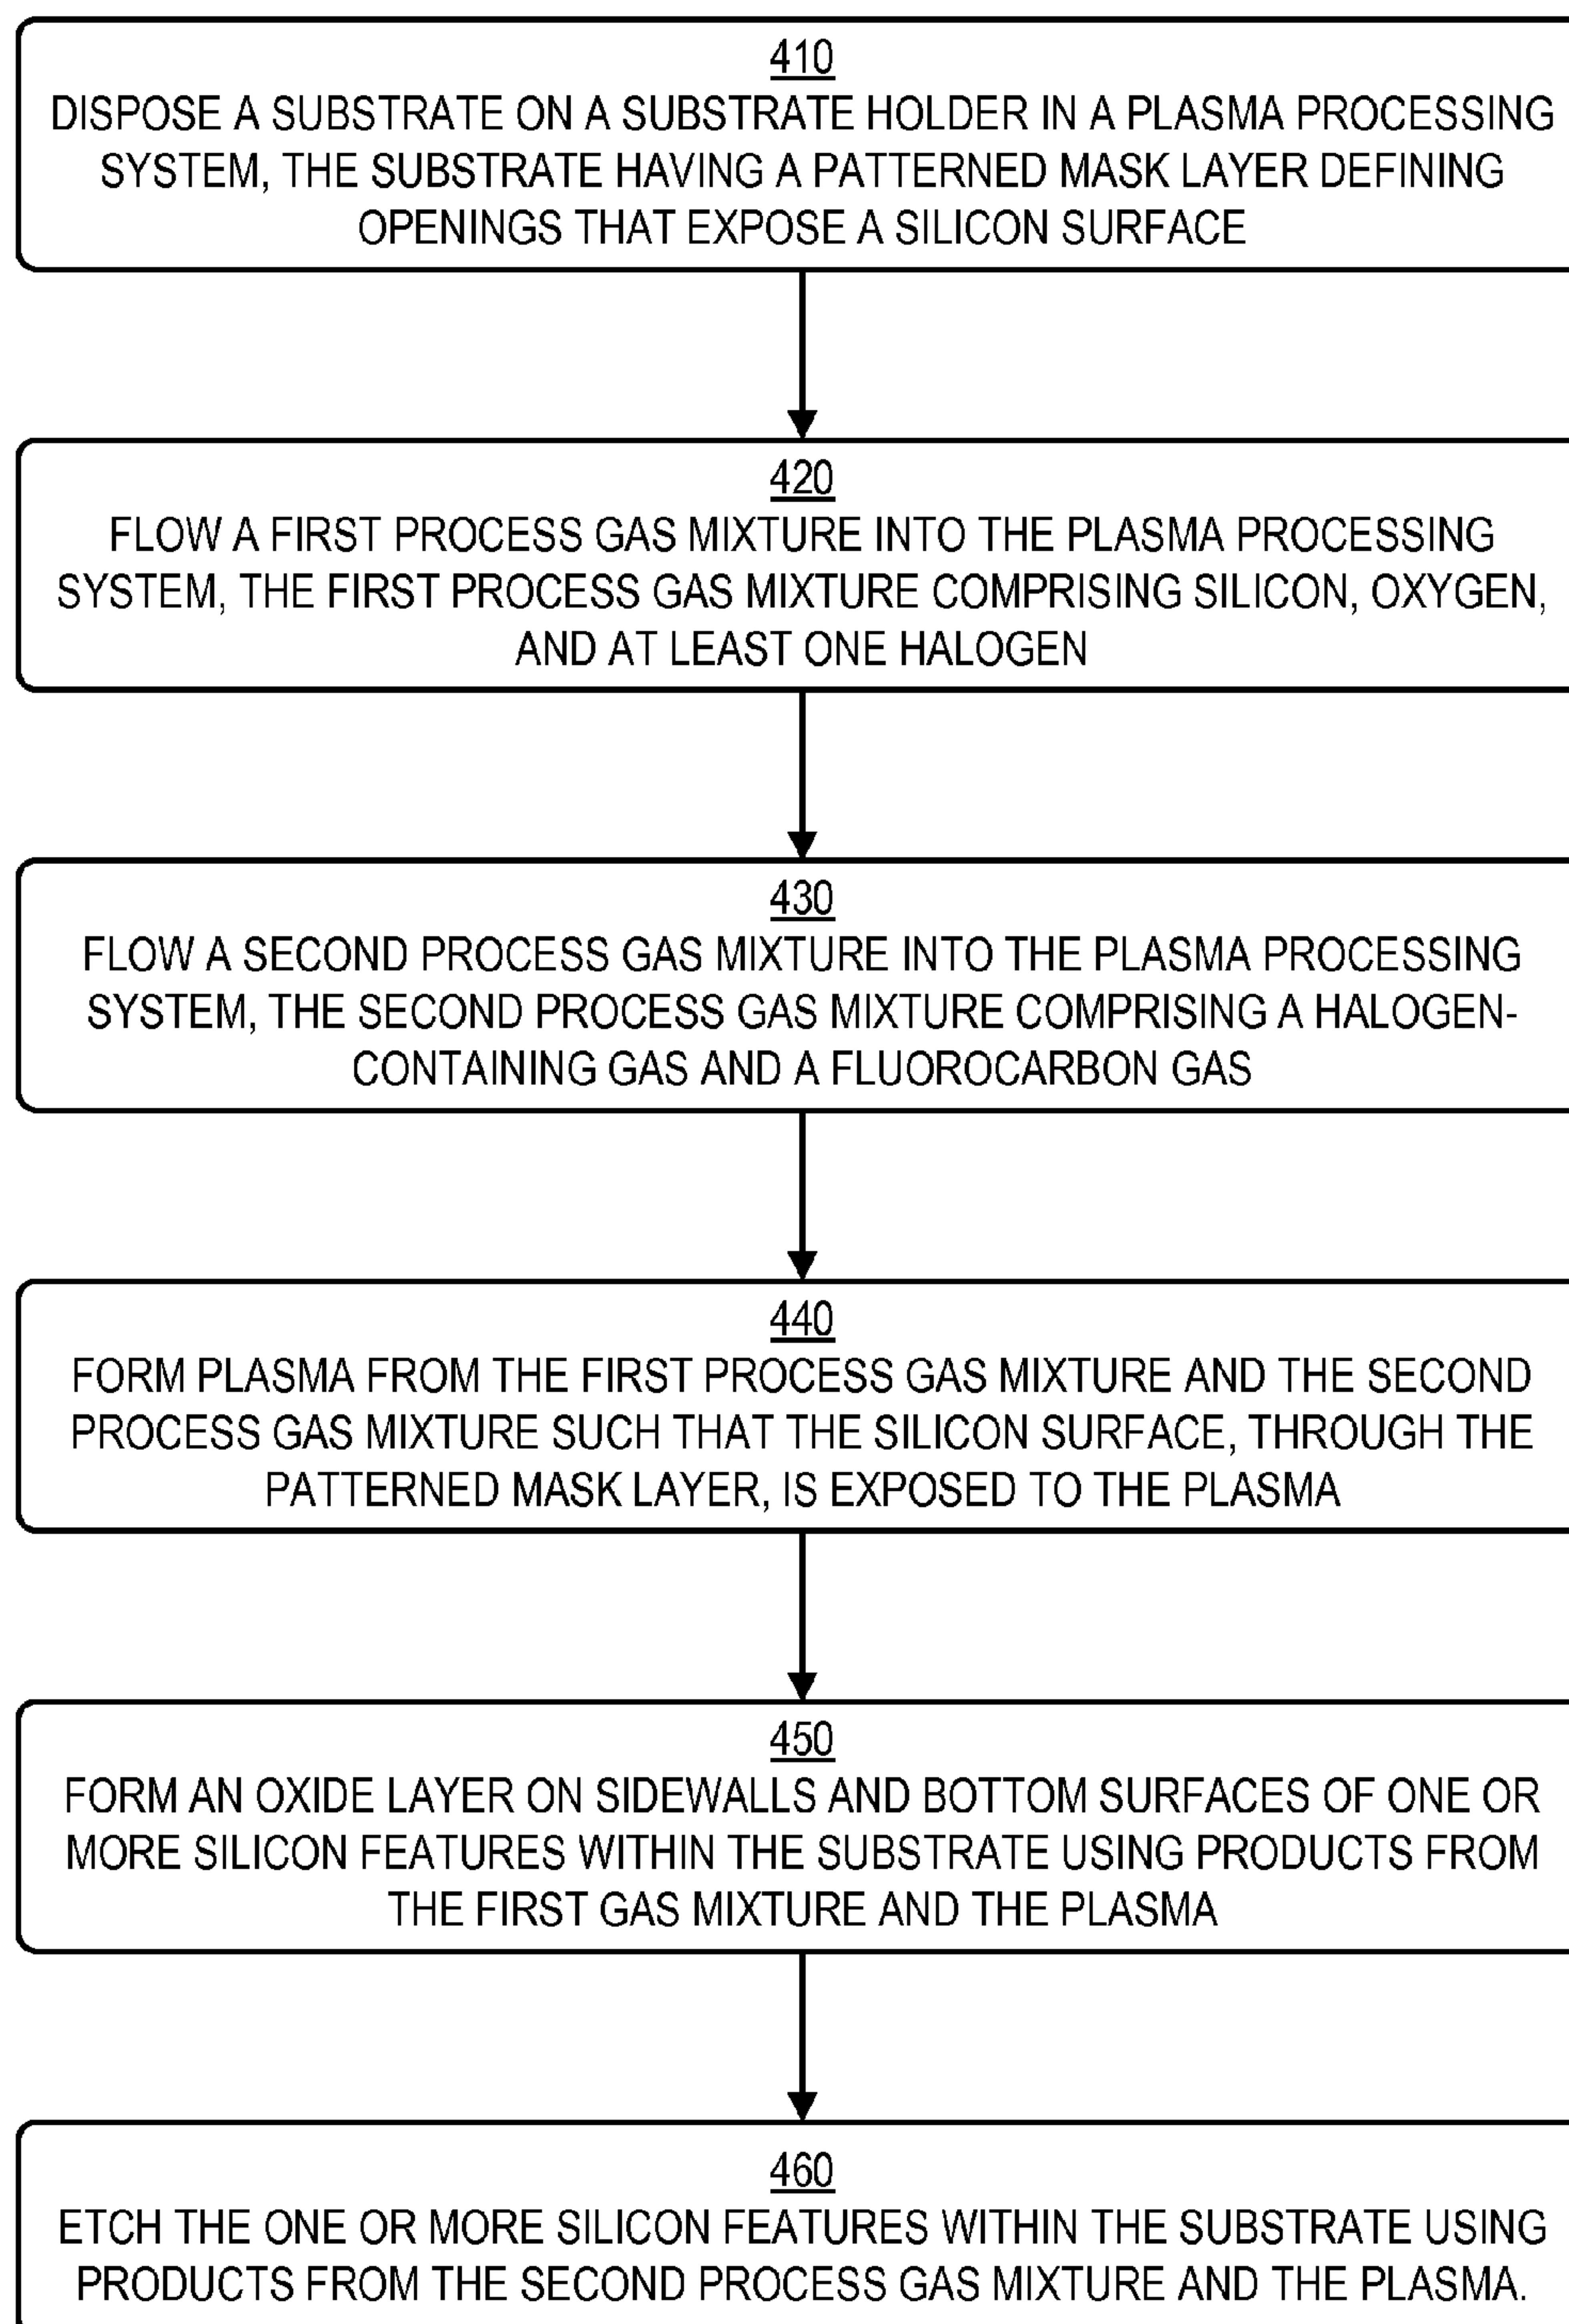 410
DISPOSE A SUBSTRATE ON A SUBSTRATE HOLDER IN A PLASMA PROCESSING
SYSTEM, THE SUBSTRATE HAVING A PATTERNED MASK LAYER DEFINING
OPENINGS THAT EXPOSE A SILICON SURFACE
420
FLOW A FIRST PROCESS GAS MIXTURE INTO THE PLASMA PROCESSING
SYSTEM, THE FIRST PROCESS GAS MIXTURE COMPRISING SILICON, OXYGEN,
AND AT LEAST ONE HALOGEN
430
FLOW A SECOND PROCESS GAS MIXTURE INTO THE PLASMA PROCESSING
SYSTEM, THE SECOND PROCESS GAS MIXTURE COMPRISING A HALOGEN-
CONTAINING GAS AND A FLUOROCARBON GAS
440
FORM PLASMA FROM THE FIRST PROCESS GAS MIXTURE AND THE SECOND
PROCESS GAS MIXTURE SUCH THAT THE SILICON SURFACE, THROUGH THE
PATTERNED MASK LAYER, IS EXPOSED TO THE PLASMA
450
FORM AN OXIDE LAYER ON SIDEWALLS AND BOTTOM SURFACES OF ONE OR
MORE SILICON FEATURES WITHIN THE SUBSTRATE USING PRODUCTS FROM
THE FIRST GAS MIXTURE AND THE PLASMA
460
ETCH THE ONE OR MORE SILICON FEATURES WITHIN THE SUBSTRATE USING
PRODUCTS FROM THE SECOND PROCESS GAS MIXTURE AND THE PLASMA.